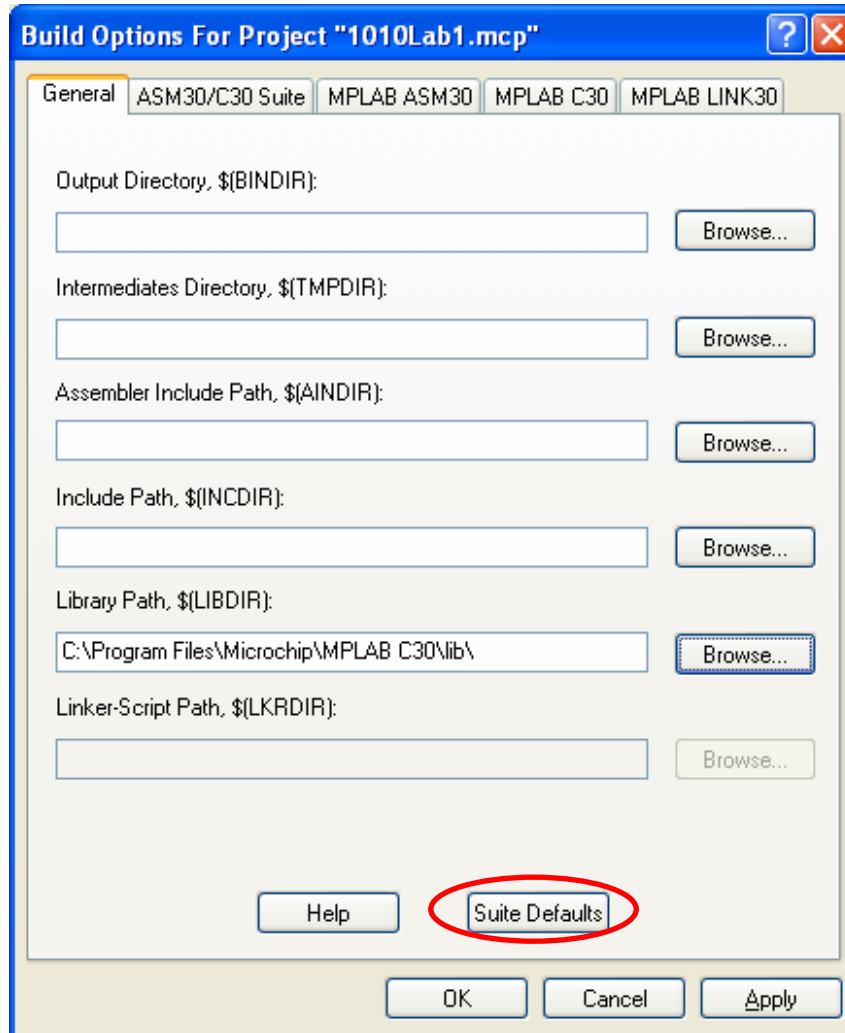 Build Options For Project "1010Lab1.mcp" ?
General ASM30/C30 Suite MPLAB ASM30 MPLAB C30 MPLAB LINK30
Output Directory, $(BINDIR):
Browse...
Intermediates Directory, $(TMPDIR):
Browse...
Assembler Include Path, $(AINDIR):
Browse...
Include Path, $(INCDIR):
Browse...
Library Path, $(LIBDIR):
C:\Program Files\Microchip\MPLAB C30\lib\ Browse...
Linker-Script Path, $(LKRDIR):
Browse...
Help Suite Defaults
OK Cancel Apply